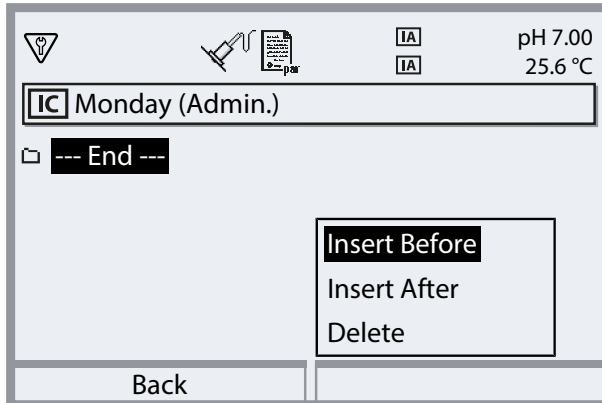 IA pH 7.00
par IA 25.6 °C
IC Monday (Admin.)
--- End ---
Insert Before
Insert After
Delete
Back